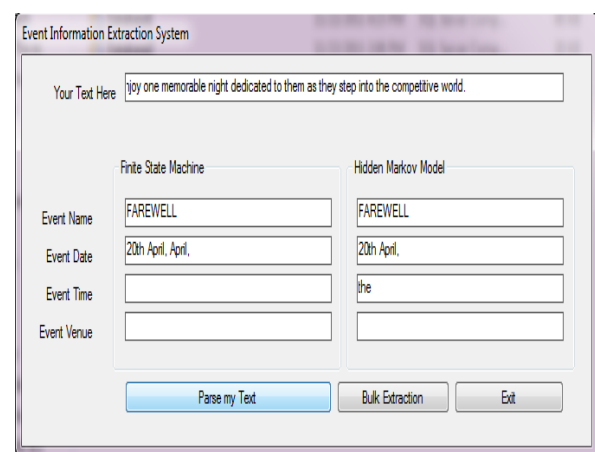 Event Information Extraction System
Your Text Here njoy one memorable night dedicated to them as they step into the competitive world.
Finite State Machine Hidden Markov Model
Event Name FAREWELL FAREWELL
Event Date 20th April, April, 20th April,
Event Time the
Event Venue
Parse my Text Bulk Extraction Exit